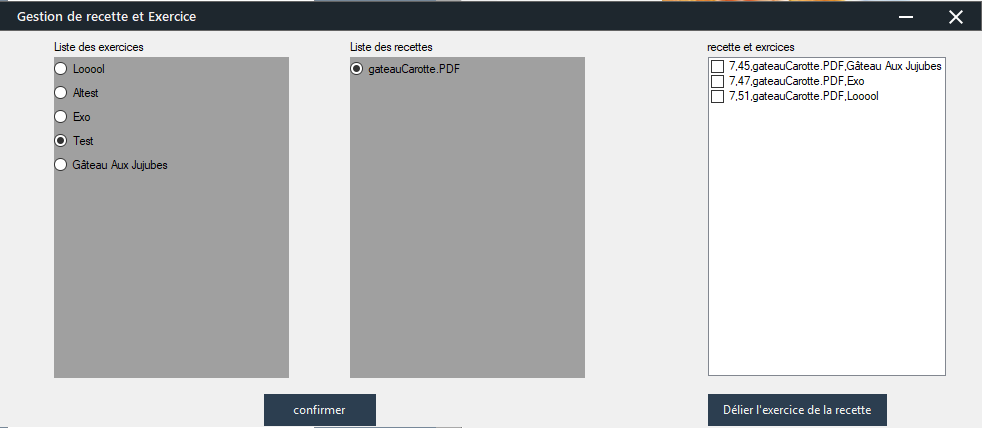 Gestion de recette et Exercice
Liste des exercices
Looool
Altest
Exo
Test
Gâteau Aux Jujubes
Liste des recettes
gateauCarotte.PDF
recette et exrcices
7,45,gateauCarotte.PDF,Gâteau Aux Jujubes
7,47,gateauCarotte.PDF,Exo
7,51,gateauCarotte.PDF,Looool
confirmer
Délier l'exercice de la recette